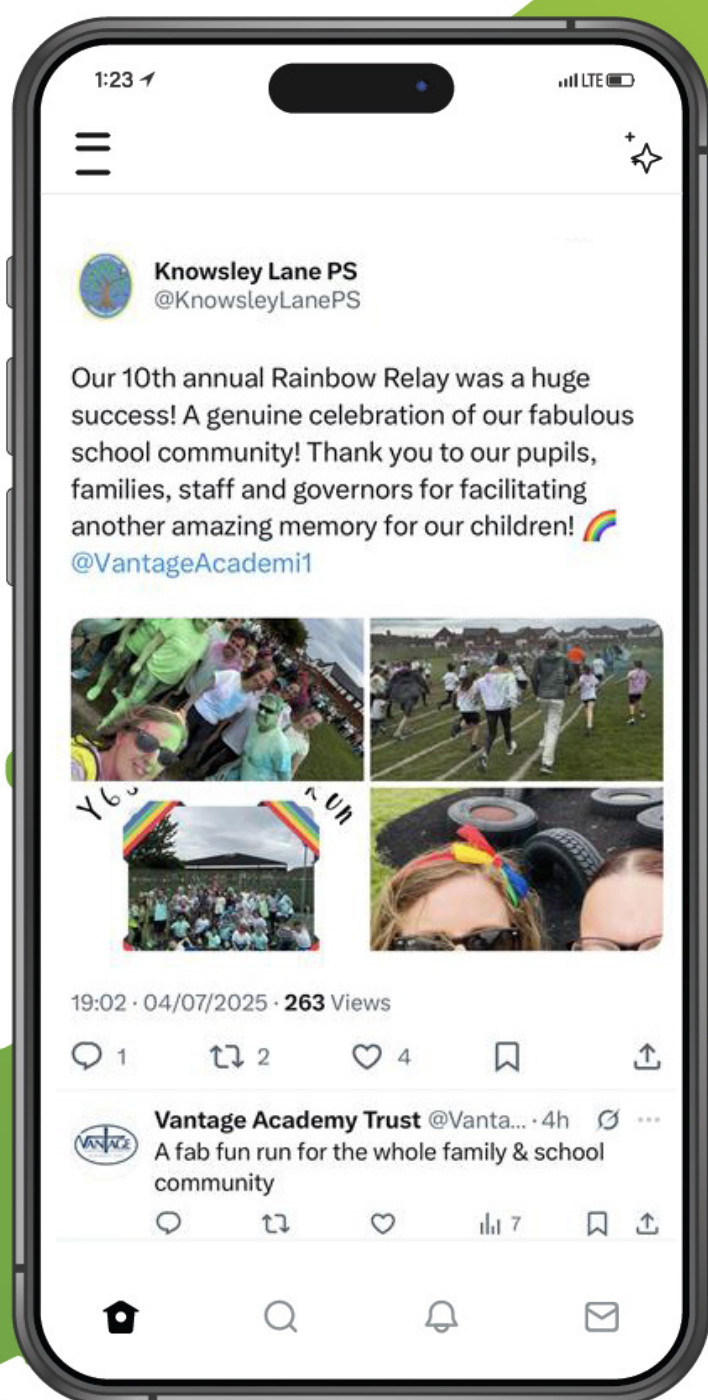 1:23
LTE
Knowsley Lane PS
@KnowsleyLanePS
Our 10th annual Rainbow Relay was a huge
success! A genuine celebration of our fabulous
school community! Thank you to our pupils,
families, staff and governors for facilitating
another amazing memory for our children! 🌈
@VantageAcademi1
Run
19:02 · 04/07/2025 · 263 Views
1 2 4
Vantage Academy Trust @Vanta... · 4h
VANTAGE
A fab fun run for the whole family & school
community
7